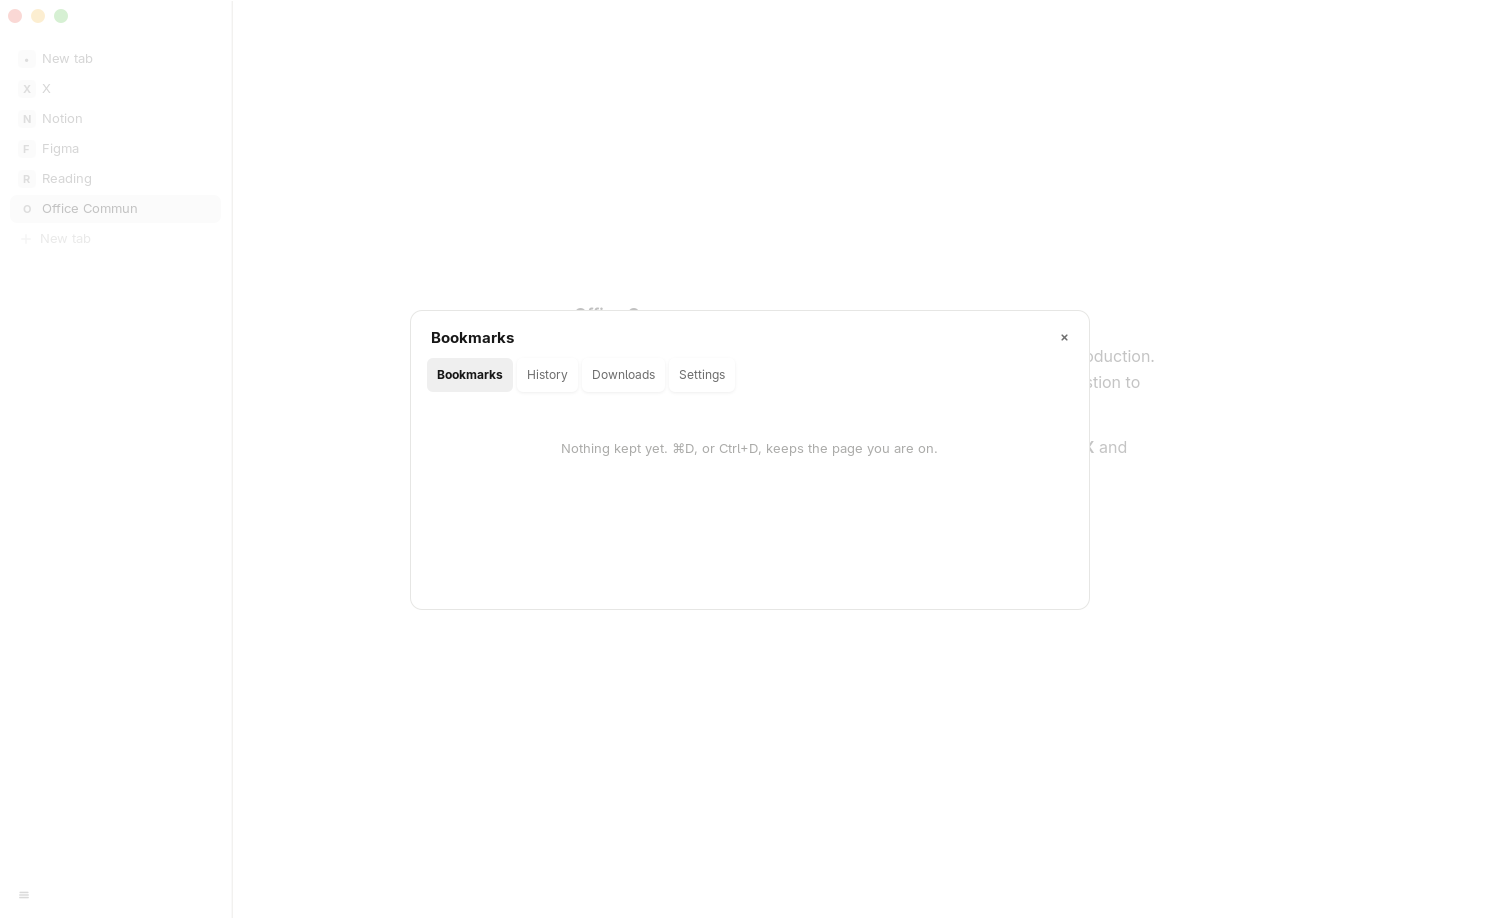 New tab
X X
N Notion
F Figma
R Reading
O Office Commun
+ New tab
Bookmarks ×
Bookmarks History Downloads Settings
Nothing kept yet. ⌘D, or Ctrl+D, keeps the page you are on.
and